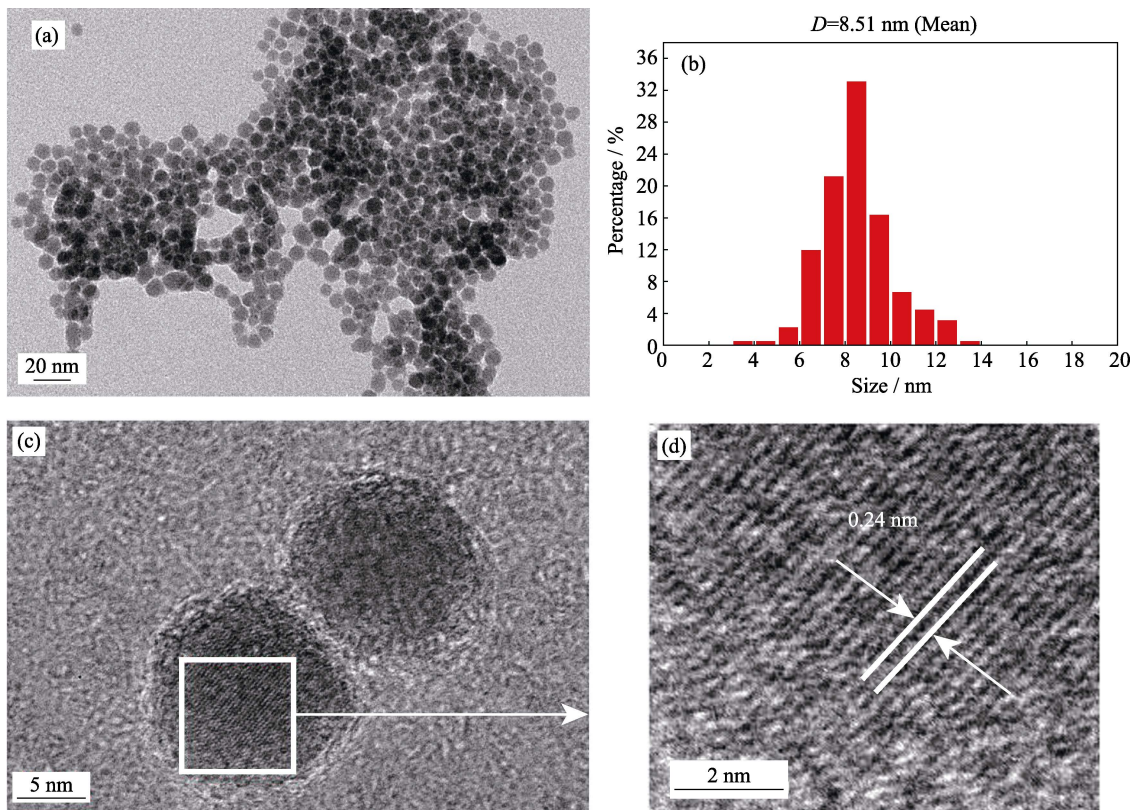 (a)
20 nm
D=8.51 nm (Mean)
(b)
Percentage / %
36
32
28
24
20
16
12
8
4
0
0 2 4 6 8 10 12 14 16 18 20
Size / nm
(c)
5 nm
(d)
0.24 nm
2 nm